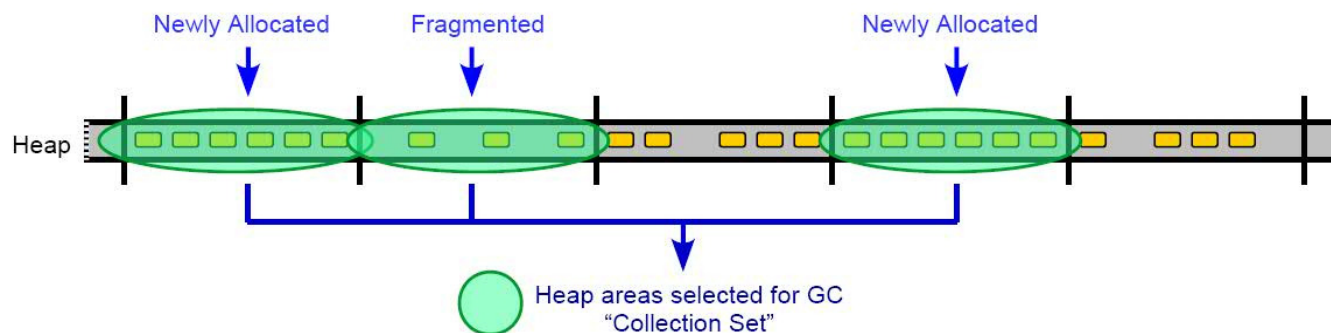 Newly Allocated
Fragmented
Newly Allocated
Heap
Heap areas selected for GC
“Collection Set”